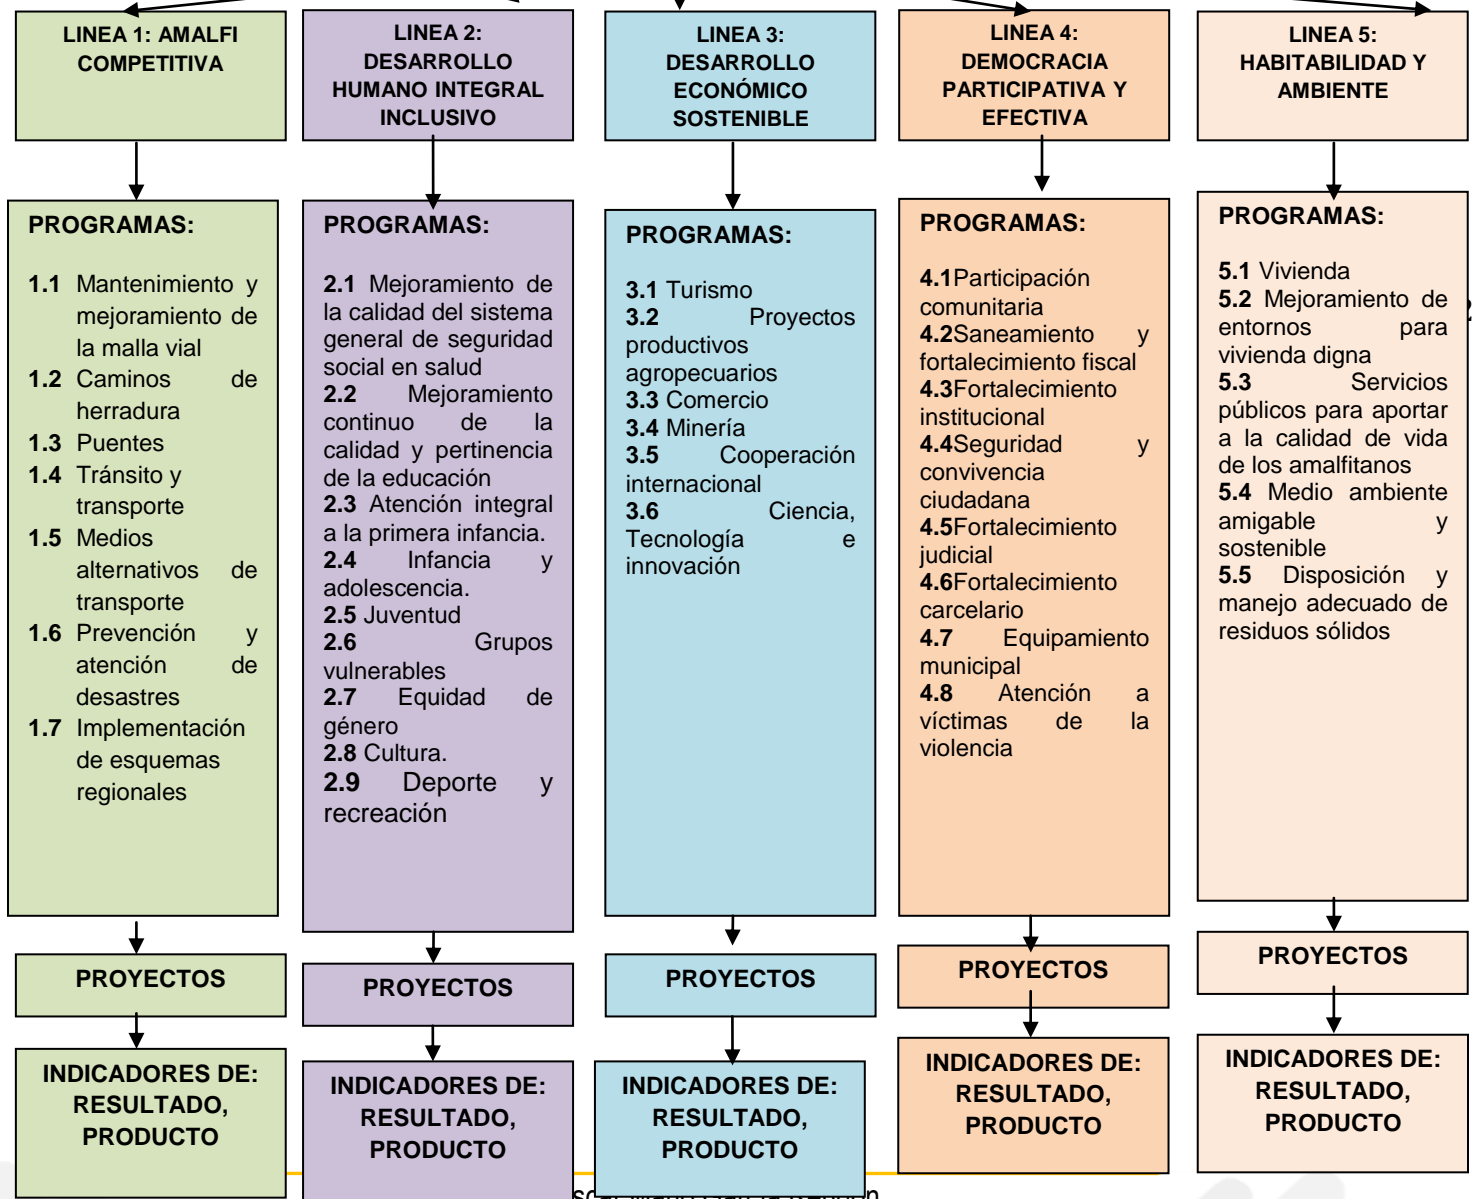 LINEA 1: AMALFI
COMPETITIVA
LINEA 2:
DESARROLLO
HUMANO INTEGRAL
INCLUSIVO
LINEA 3:
DESARROLLO
ECONÓMICO
SOSTENIBLE
LINEA 4:
DEMOCRACIA
PARTICIPATIVA Y
EFECTIVA
LINEA 5:
HABITABILIDAD Y
AMBIENTE
PROGRAMAS:
1.1 Mantenimiento y
mejoramiento de
la malla vial
1.2 Caminos de
herradura
1.3 Puentes
1.4 Tránsito y
transporte
1.5 Medios
alternativos de
transporte
1.6 Prevención y
atención de
desastres
1.7 Implementación
de esquemas
regionales
PROGRAMAS:
2.1 Mejoramiento de
la calidad del sistema
general de seguridad
social en salud
2.2 Mejoramiento
continuo de la
calidad y pertinencia
de la educación
2.3 Atención integral
a la primera infancia.
2.4 Infancia y
adolescencia.
2.5 Juventud
2.6 Grupos
vulnerables
2.7 Equidad de
género
2.8 Cultura.
2.9 Deporte y
recreación
PROGRAMAS:
3.1 Turismo
3.2 Proyectos
productivos
agropecuarios
3.3 Comercio
3.4 Minería
3.5 Cooperación
internacional
3.6 Ciencia,
Tecnología e
innovación
PROGRAMAS:
4.1Participación
comunitaria
4.2Saneamiento y
fortalecimiento fiscal
4.3Fortalecimiento
institucional
4.4Seguridad y
convivencia
ciudadana
4.5Fortalecimiento
judicial
4.6Fortalecimiento
carcelario
4.7 Equipamiento
municipal
4.8 Atención a
víctimas de la
violencia
PROGRAMAS:
5.1 Vivienda
5.2 Mejoramiento de
entornos para
vivienda digna
5.3 Servicios
públicos para aportar
a la calidad de vida
de los amalfitanos
5.4 Medio ambiente
amigable y
sostenible
5.5 Disposición y
manejo adecuado de
residuos sólidos
PROYECTOS
PROYECTOS
PROYECTOS
PROYECTOS
PROYECTOS
INDICADORES DE:
RESULTADO,
PRODUCTO
INDICADORES DE:
RESULTADO,
PRODUCTO
INDICADORES DE:
RESULTADO,
PRODUCTO
INDICADORES DE:
RESULTADO,
PRODUCTO
INDICADORES DE:
RESULTADO,
PRODUCTO